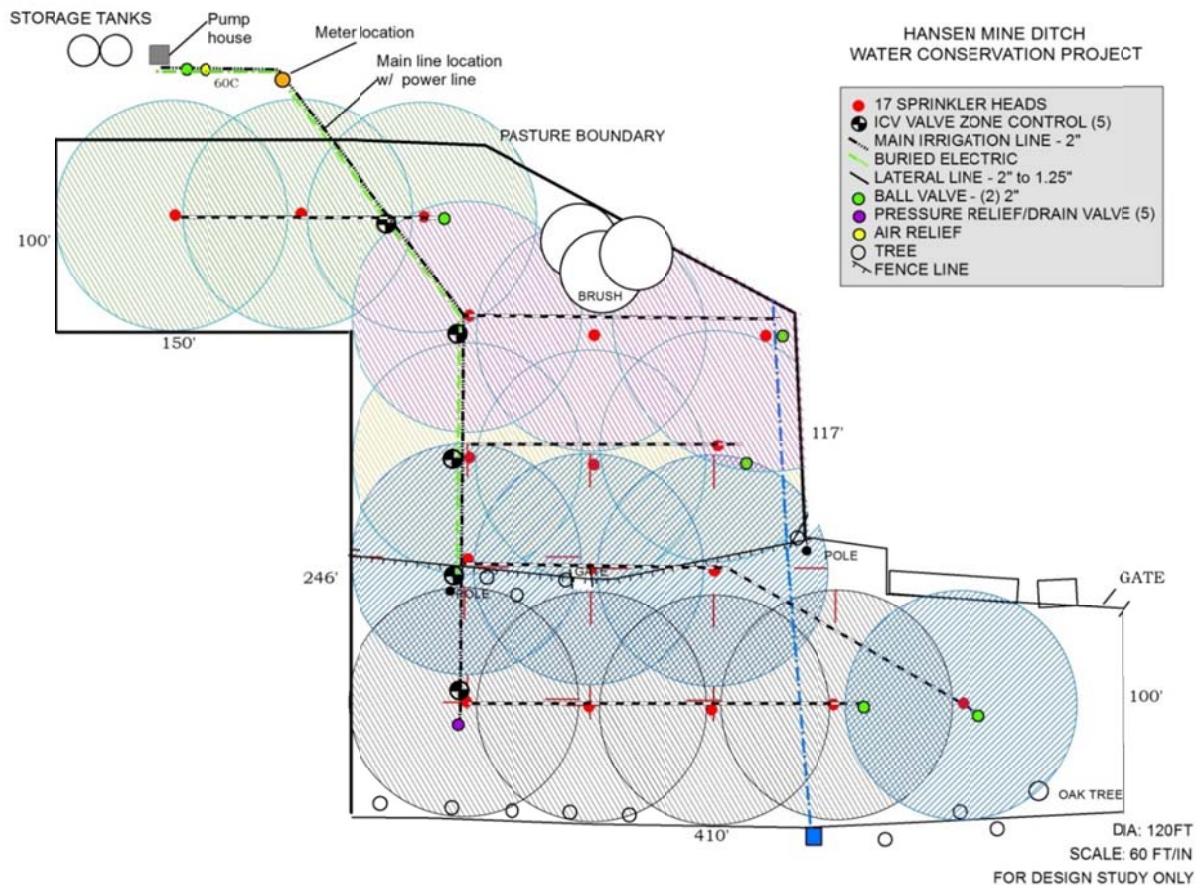 STORAGE TANKS
Pump
house
Meter location
Main line location
w/ power line
60C
HANSEN MINE DITCH
WATER CONSERVATION PROJECT
17 SPRINKLER HEADS
ICV VALVE ZONE CONTROL (5)
MAIN IRRIGATION LINE - 2"
BURIED ELECTRIC
LATERAL LINE - 2" to 1.25"
BALL VALVE - (2) 2"
PRESSURE RELIEF/DRAIN VALVE (5)
AIR RELIEF
TREE
FENCE LINE
PASTURE BOUNDARY
100'
BRUSH
150'
117'
POLE
246'
GATE
GATE
POLE
100'
OAK TREE
410'
DIA: 120FT
SCALE: 60 FT/IN
FOR DESIGN STUDY ONLY